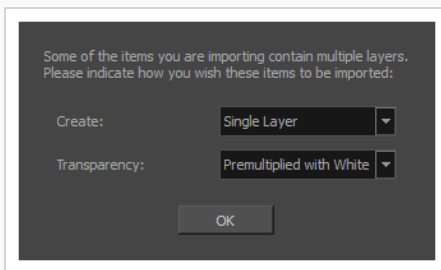 Some of the items you are importing contain multiple layers.
Please indicate how you wish these items to be imported:
Create: Single Layer
Transparency: Premultiplied with White
OK